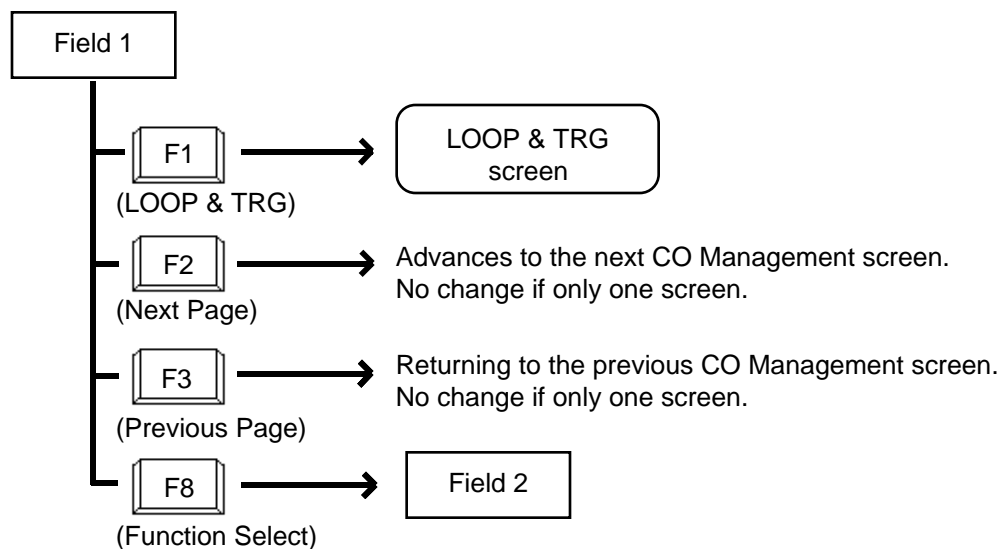 Field 1
F1
(LOOP & TRG)
LOOP & TRG
screen
F2
(Next Page)
Advances to the next CO Management screen.
No change if only one screen.
F3
(Previous Page)
Returning to the previous CO Management screen.
No change if only one screen.
F8
(Function Select)
Field 2